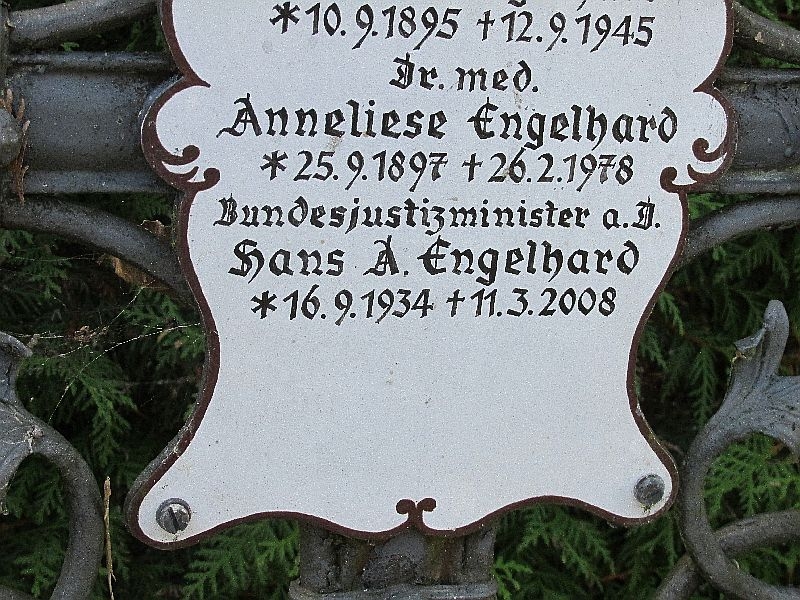 *10.9.1895 †12.9.1945
Dr. med.
Anneliese Engelhard
*25.9.1897 †26.2.1978
Bundesjustizminister a.D.
Hans A. Engelhard
*16.9.1934 †11.3.2008